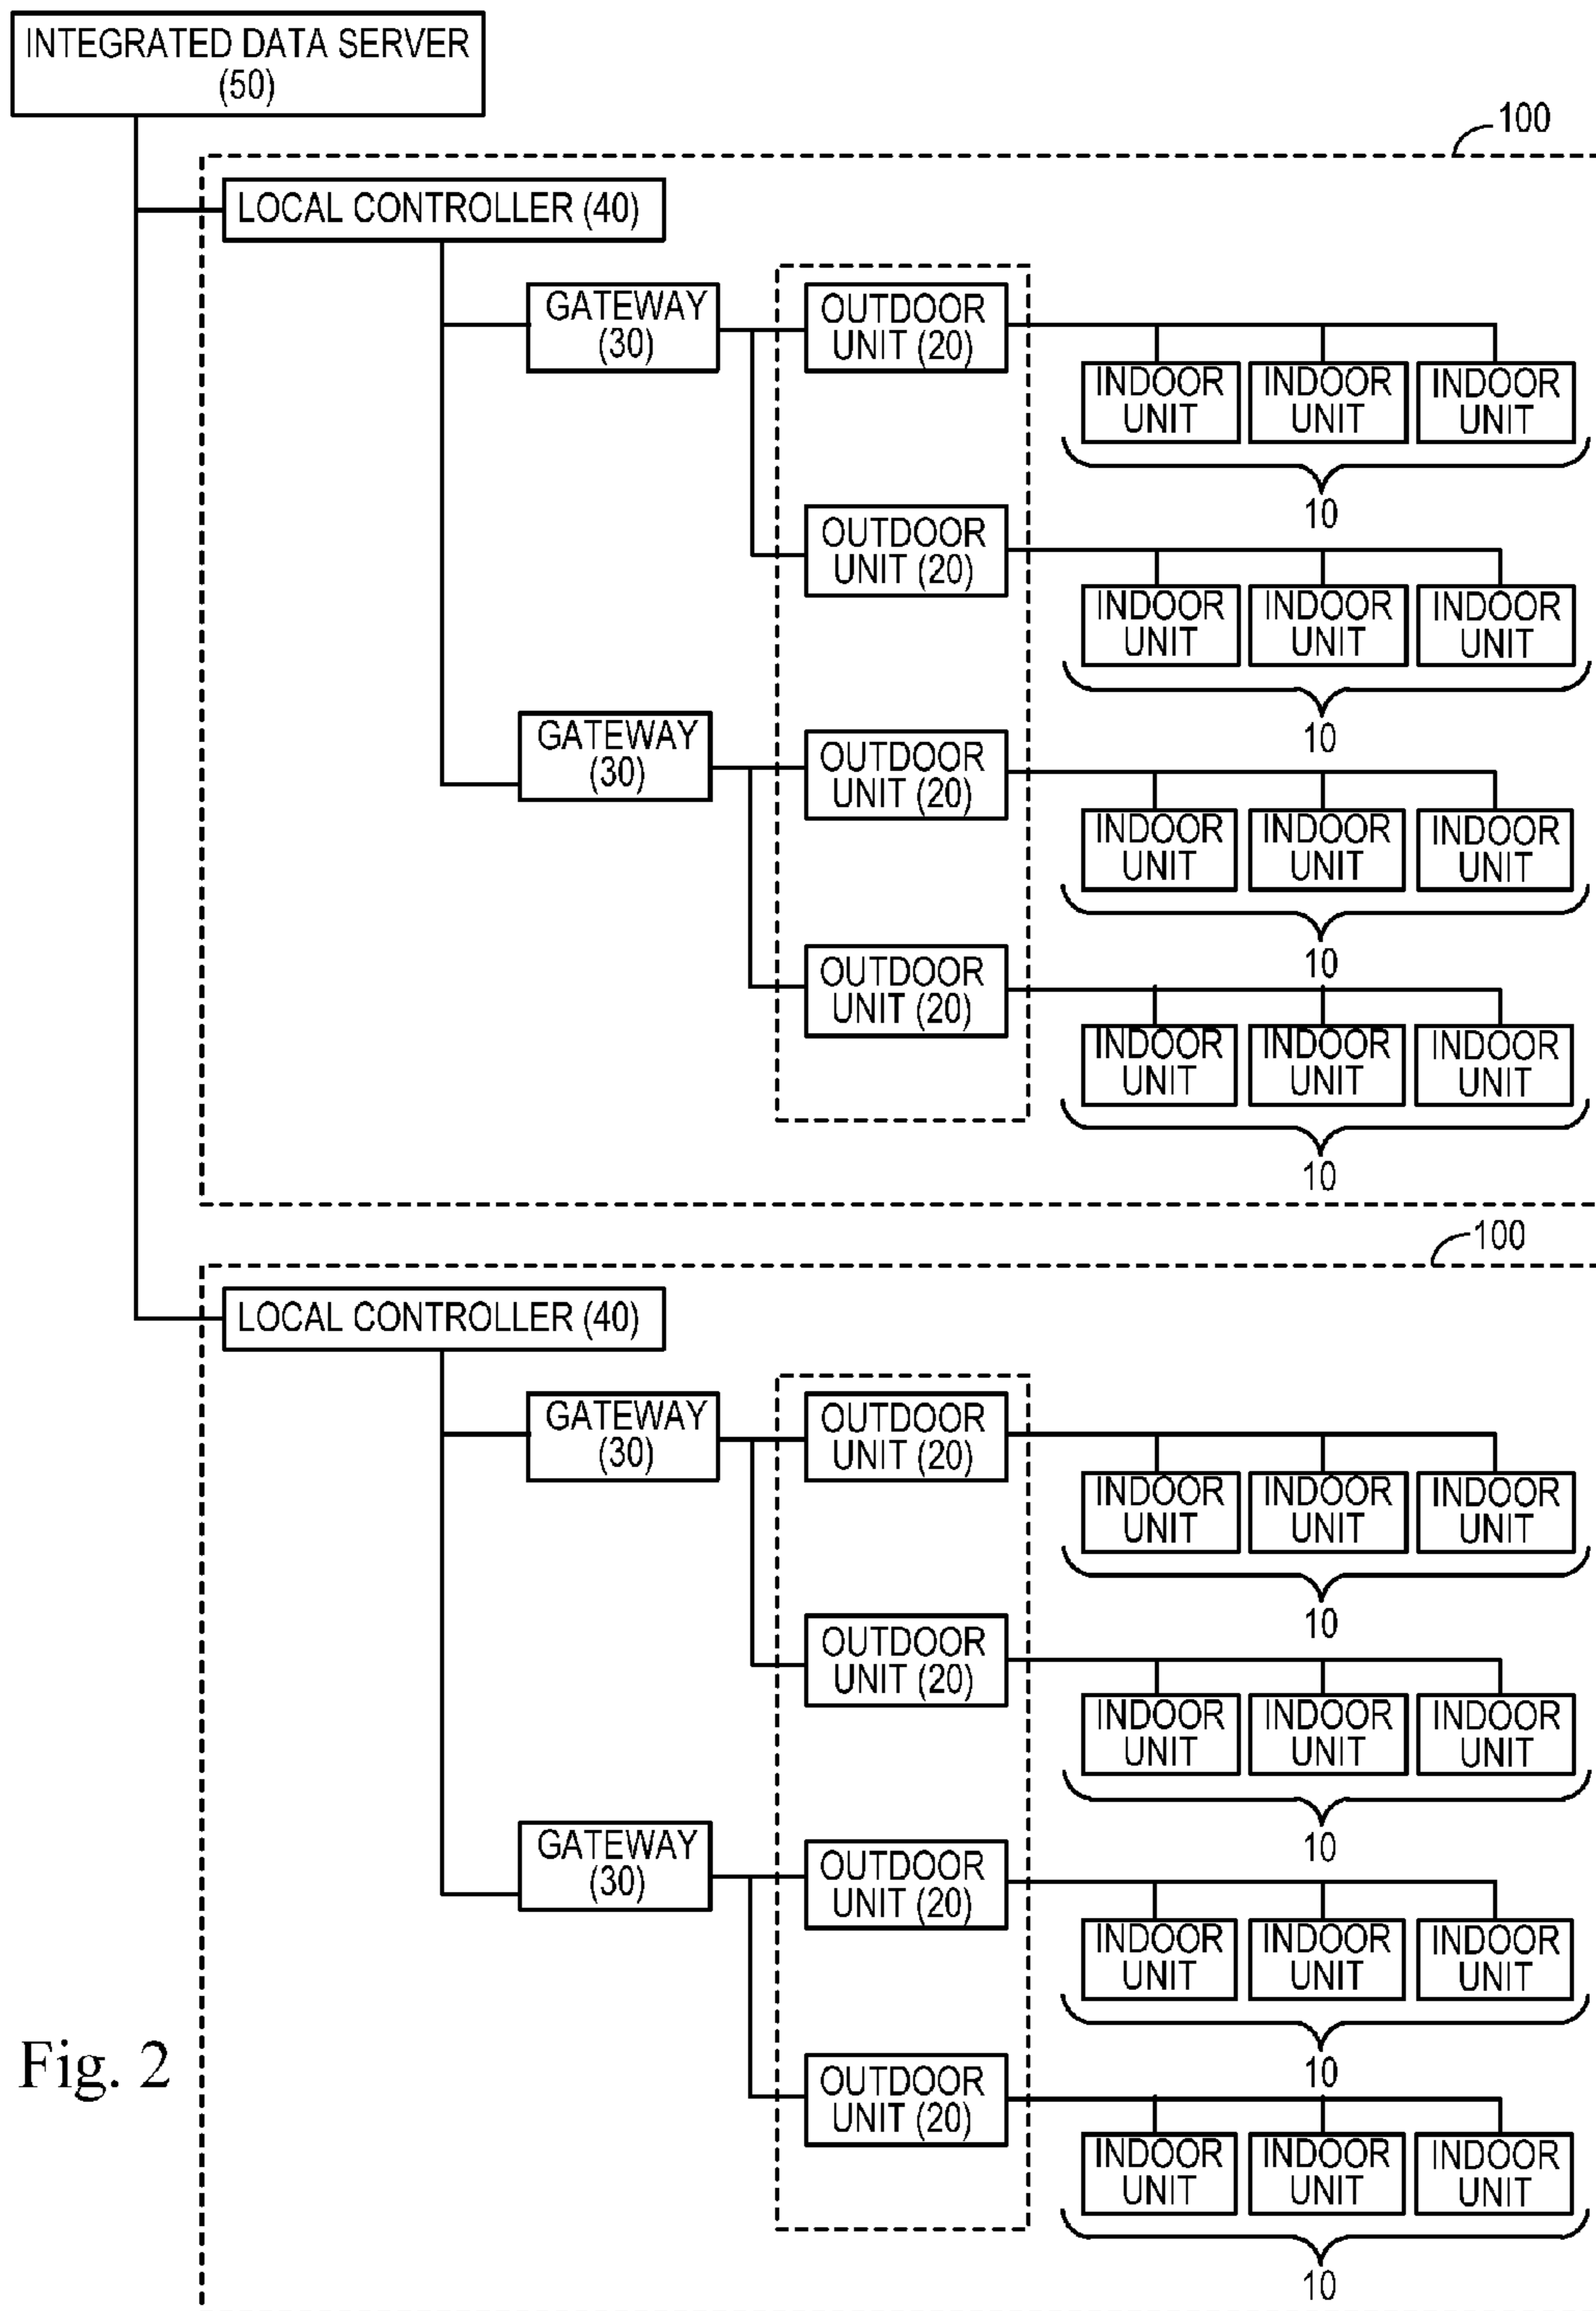 INTEGRATED DATA SERVER
(50)
100
LOCAL CONTROLLER (40)
GATEWAY
(30)
OUTDOOR
UNIT (20)
INDOOR
UNIT
INDOOR
UNIT
INDOOR
UNIT
10
OUTDOOR
UNIT (20)
INDOOR
UNIT
INDOOR
UNIT
INDOOR
UNIT
10
GATEWAY
(30)
OUTDOOR
UNIT (20)
INDOOR
UNIT
INDOOR
UNIT
INDOOR
UNIT
10
OUTDOOR
UNIT (20)
INDOOR
UNIT
INDOOR
UNIT
INDOOR
UNIT
10
100
LOCAL CONTROLLER (40)
GATEWAY
(30)
OUTDOOR
UNIT (20)
INDOOR
UNIT
INDOOR
UNIT
INDOOR
UNIT
10
OUTDOOR
UNIT (20)
INDOOR
UNIT
INDOOR
UNIT
INDOOR
UNIT
10
GATEWAY
(30)
OUTDOOR
UNIT (20)
INDOOR
UNIT
INDOOR
UNIT
INDOOR
UNIT
10
OUTDOOR
UNIT (20)
INDOOR
UNIT
INDOOR
UNIT
INDOOR
UNIT
10
Fig. 2